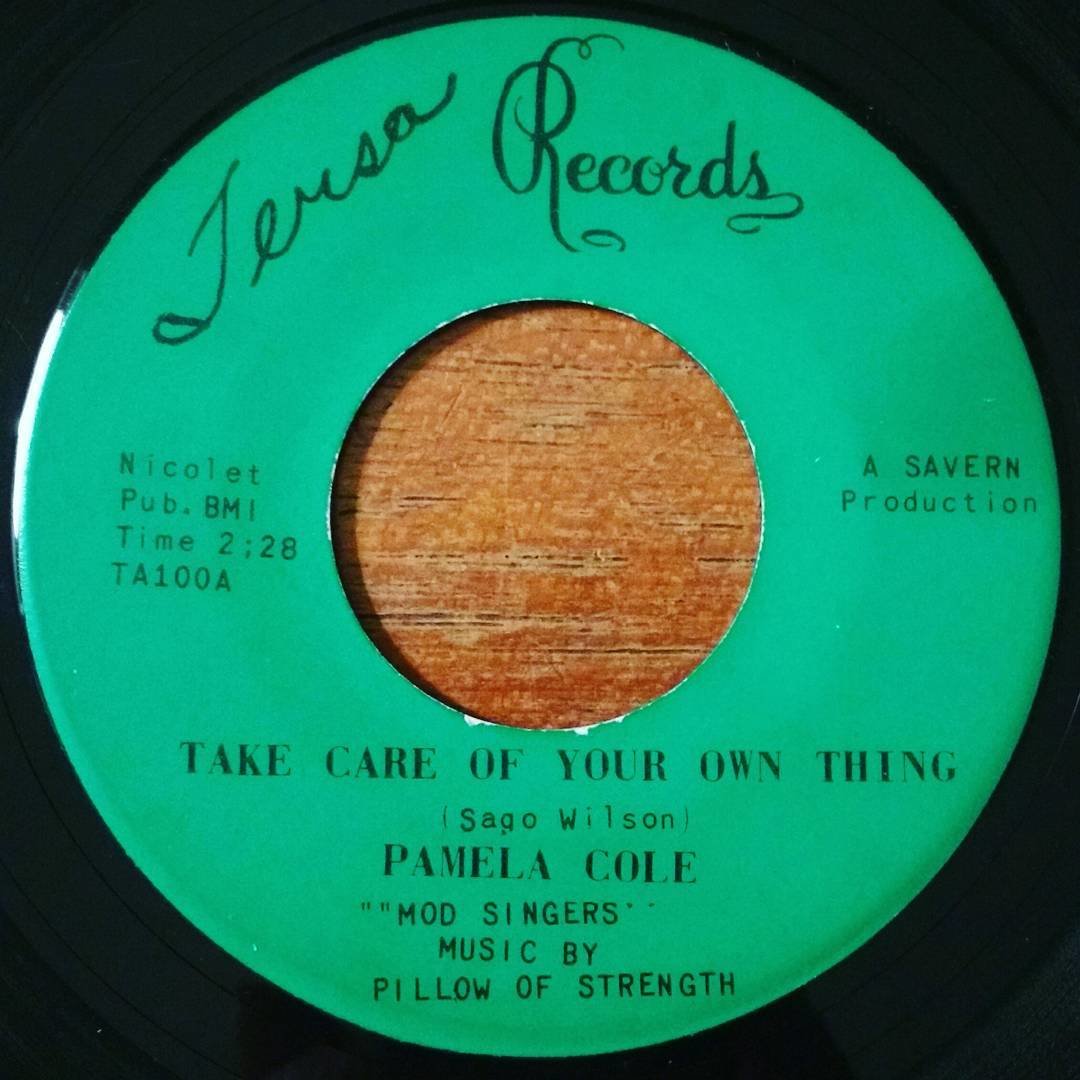 Teresa Records
Nicolet
Pub. BMI
Time 2;28
TA100A
A SAVERN
Production
TAKE CARE OF YOUR OWN THING
(Sago Wilson)
PAMELA COLE
""MOD SINGERS""
MUSIC BY
PILLOW OF STRENGTH